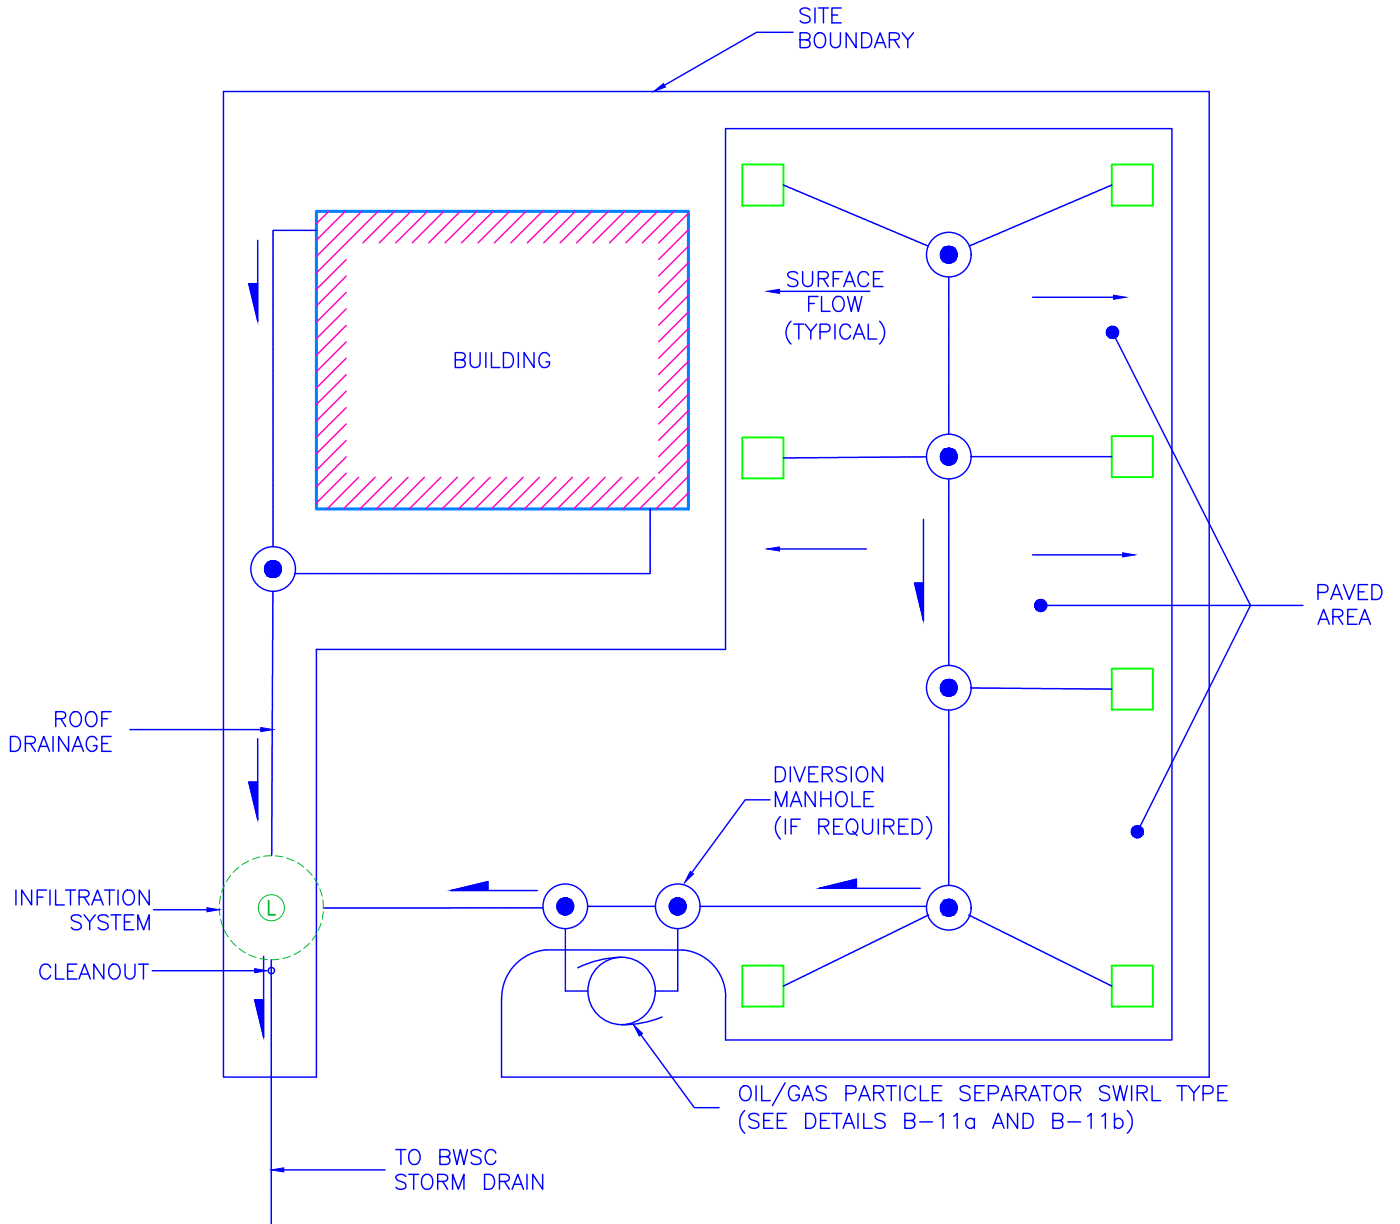 SITE
BOUNDARY
SURFACE
FLOW
(TYPICAL)
BUILDING
PAVED
AREA
ROOF
DRAINAGE
DIVERSION
MANHOLE
(IF REQUIRED)
INFILTRATION
SYSTEM
L
CLEANOUT
OIL/GAS PARTICLE SEPARATOR SWIRL TYPE
(SEE DETAILS B-11a AND B-11b)
TO BWSC
STORM DRAIN